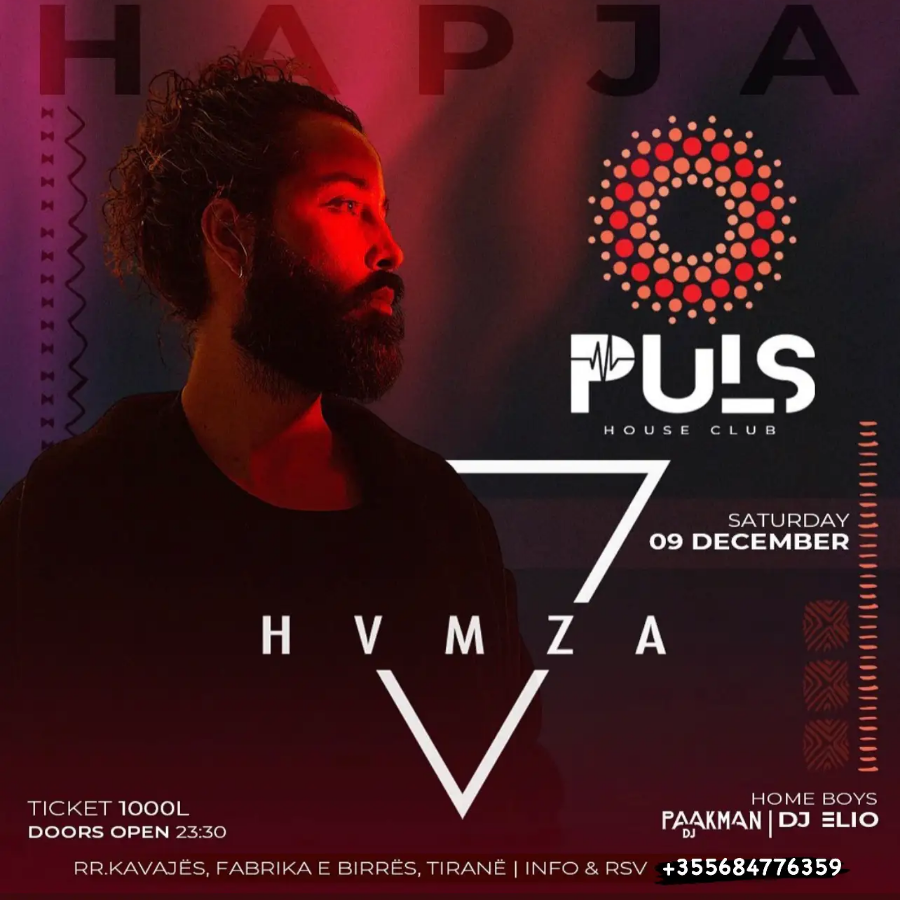 HAPJA
PULS
HOUSE CLUB
SATURDAY
09 DECEMBER
HVMZA
TICKET 1000L
DOORS OPEN 23:30
HOME BOYS
PAAKMAN DJ | DJ ELIO
RR.KAVAJËS, FABRIKA E BIRRËS, TIRANË | INFO & RSV +355684776359